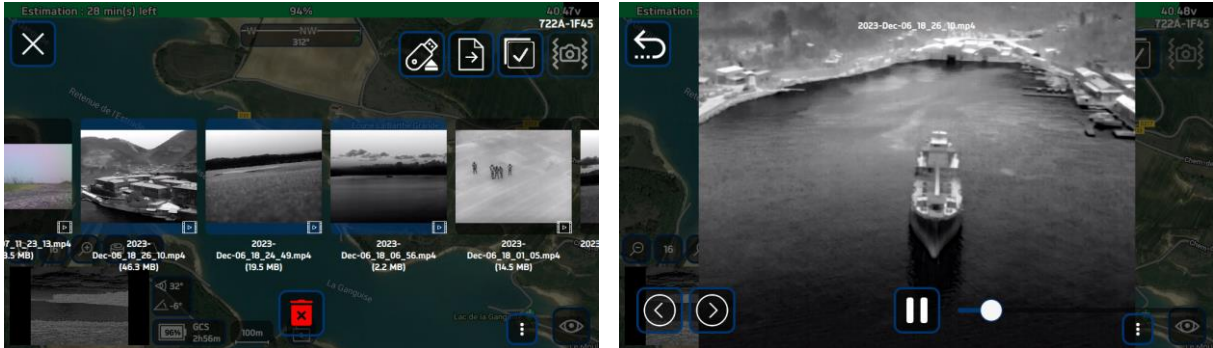 Estimation : 28 min(s) left
94%
40.47v
722A-1F45
W
NW
312°
Retenue de l'Estrade
2023-
Dec-06_18_26_10.mp4
(46.3 MB)
2023-
Dec-06_18_24_49.mp4
(19.5 MB)
2023-
Dec-06_18_06_56.mp4
(2.2 MB)
2023-
Dec-06_18_01_05.mp4
(14.5 MB)
7_11_23_13.mp4
3.5 MB)
2023
32°
-6°
96%
GCS
2h56m
100m
La Ganguise
Lac de la Gang
Estimation :
2023-Dec-06_18_26_10.mp4
40.48v
722A-1F45
16